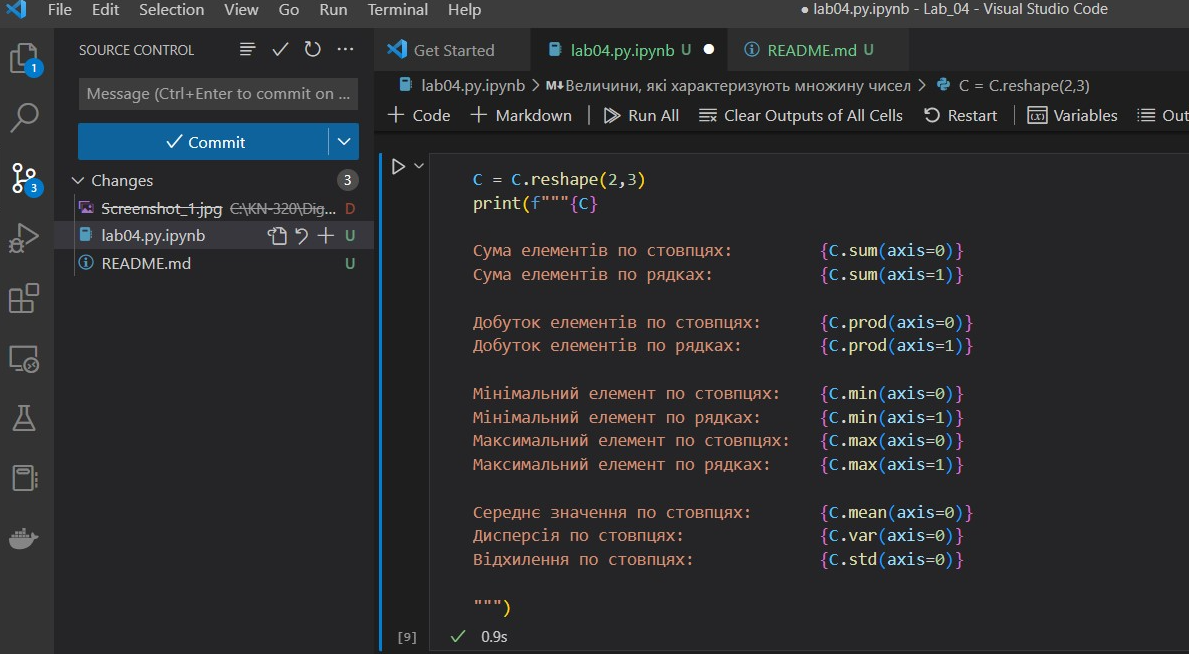 File Edit Selection View Go Run Terminal Help
● lab04.py.ipynb - Lab_04 - Visual Studio Code
SOURCE CONTROL
Message (Ctrl+Enter to commit on ...
Commit
Changes 3
Screenshot_1.jpg C:\KN-320\Dig... D
lab04.py.ipynb U
README.md U
1
3
Get Started
lab04.py.ipynb U ●
README.md U
lab04.py.ipynb > M↓Величини, які характеризують множину чисел > C = C.reshape(2,3)
+ Code + Markdown Run All Clear Outputs of All Cells Restart Variables Out
C = C.reshape(2,3)
print(f"""{C}
Сума елементів по стовпцях: {C.sum(axis=0)}
Сума елементів по рядках: {C.sum(axis=1)}
Добуток елементів по стовпцях: {C.prod(axis=0)}
Добуток елементів по рядках: {C.prod(axis=1)}
Мінімальний елемент по стовпцях: {C.min(axis=0)}
Мінімальний елемент по рядках: {C.min(axis=1)}
Максимальний елемент по стовпцях: {C.max(axis=0)}
Максимальний елемент по рядках: {C.max(axis=1)}
Середнє значення по стовпцях: {C.mean(axis=0)}
Дисперсія по стовпцях: {C.var(axis=0)}
Відхилення по стовпцях: {C.std(axis=0)}
""")
[9] ✓ 0.9s